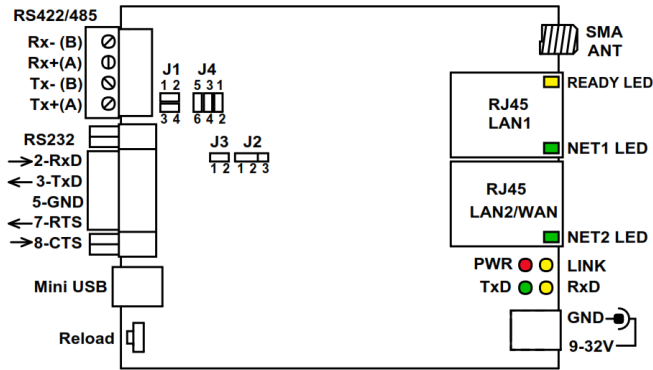 RS422/485
Rx- (B)
Rx+(A)
Tx- (B)
Tx+(A)
J1
1 2
3 4
J4
5 3 1
6 4 2
RS232
2-RxD
3-TxD
5-GND
7-RTS
8-CTS
J3
1 2
J2
1 2 3
Mini USB
Reload
SMA
ANT
READY LED
RJ45
LAN1
NET1 LED
RJ45
LAN2/WAN
NET2 LED
PWR
LINK
TxD
RxD
GND
9-32V